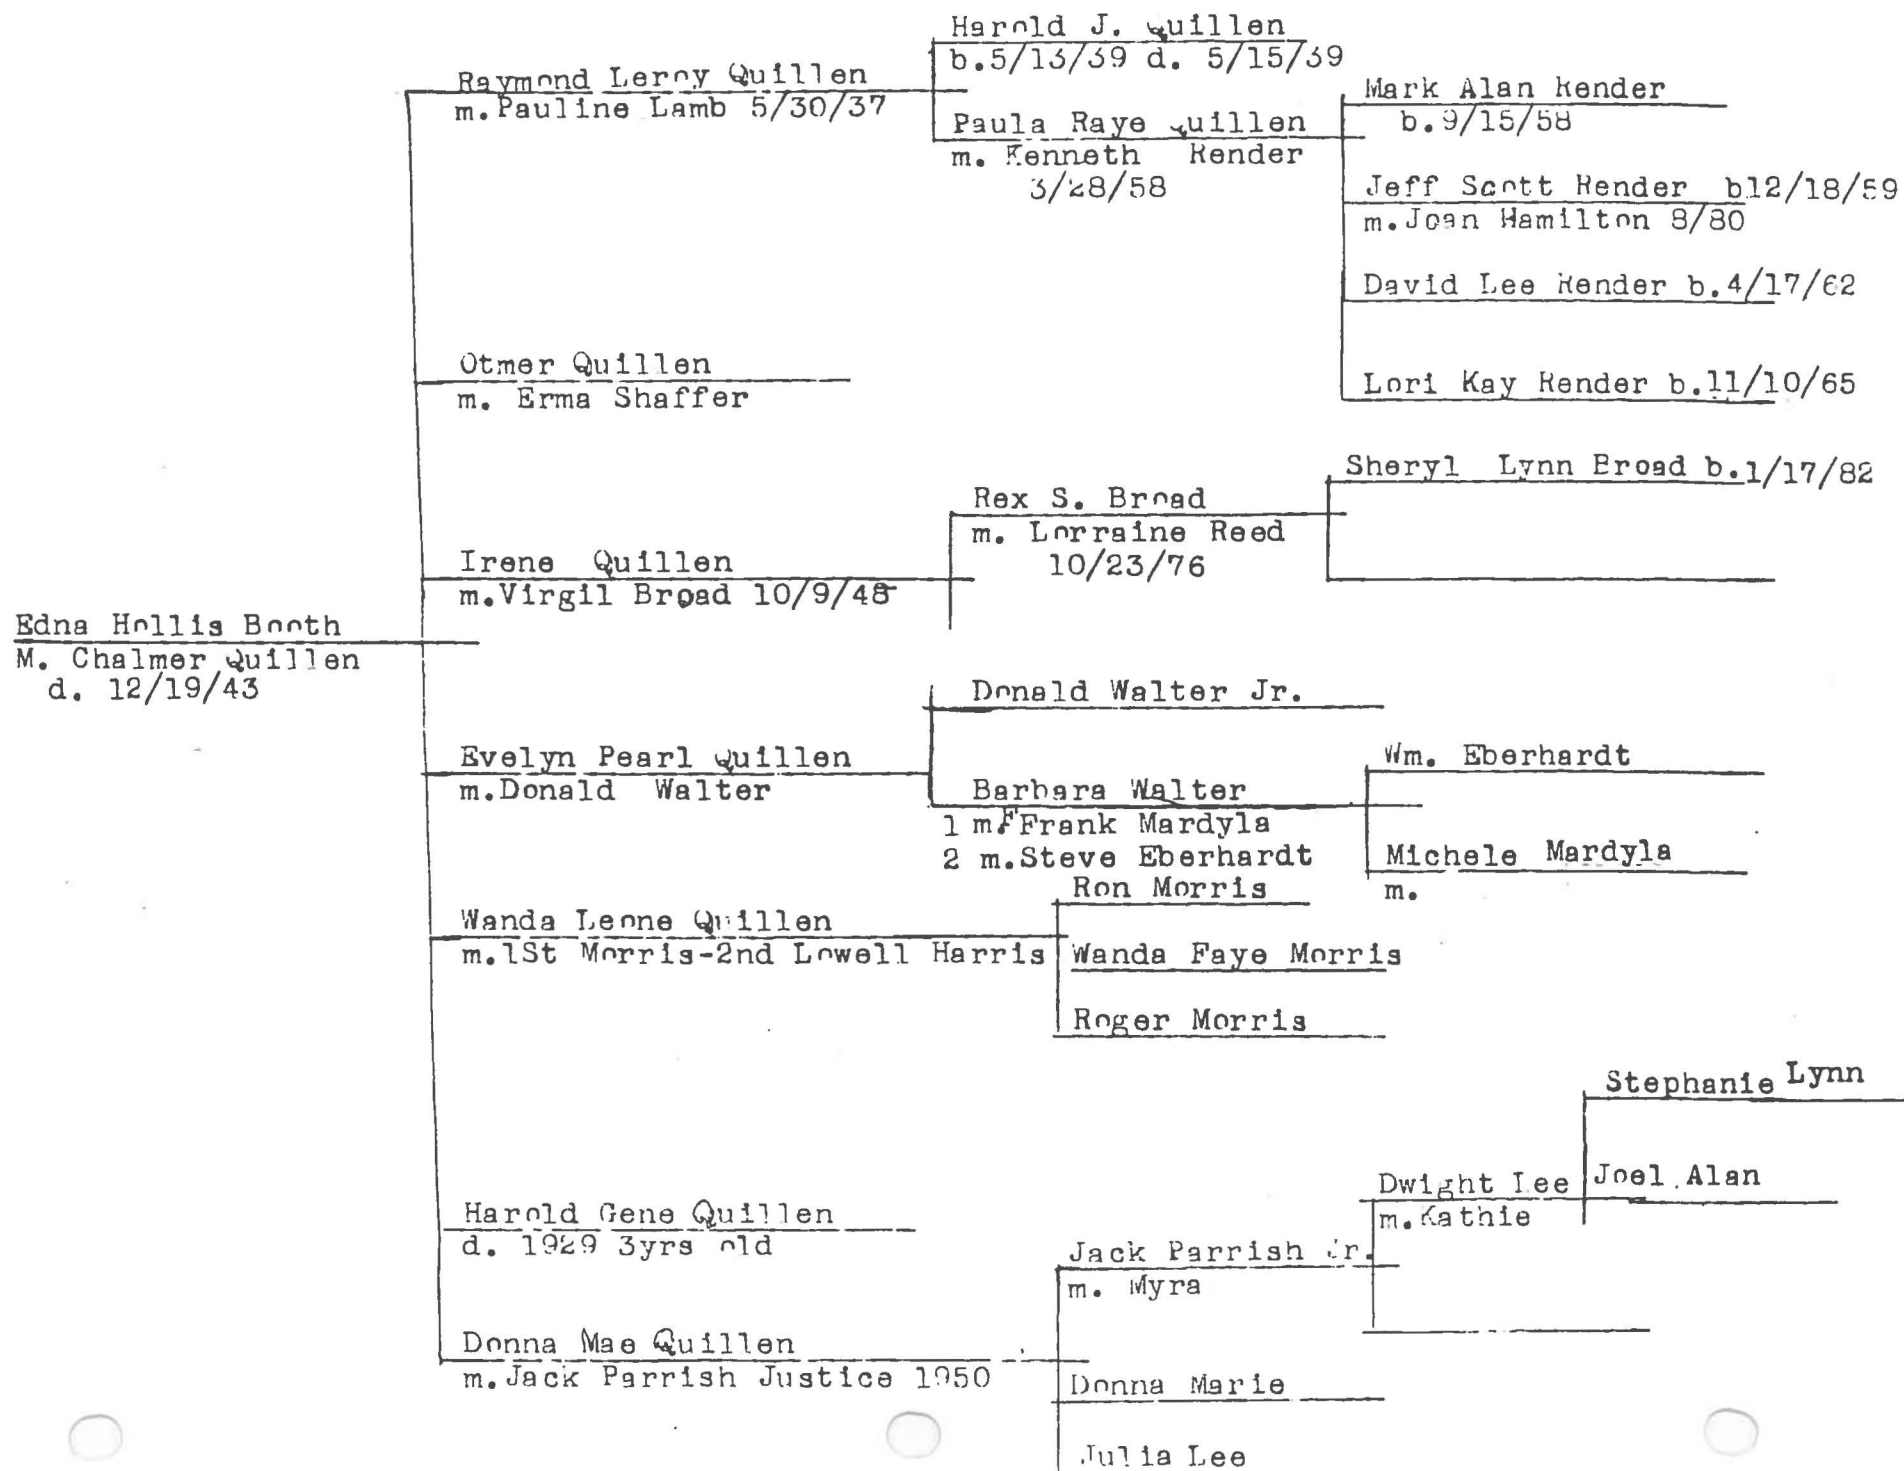 Harold J. Quillen
b.5/13/39 d. 5/15/39
Raymond Leroy Quillen
m.Pauline Lamb 5/30/37
Paula Raye Quillen
m. Kenneth Render
3/28/58
Mark Alan Render
b.9/15/58
Jeff Scott Render b12/18/59
m.Joan Hamilton 8/80
David Lee Render b.4/17/62
Lori Kay Render b.11/10/65
Otmer Quillen
m. Erma Shaffer
Sheryl Lynn Broad b.1/17/82
Rex S. Broad
m. Lorraine Reed
10/23/76
Irene Quillen
m.Virgil Broad 10/9/48
Edna Hollis Booth
M. Chalmer Quillen
d. 12/19/43
Donald Walter Jr.
Evelyn Pearl Quillen
m.Donald Walter
Barbara Walter
1 m.Frank Mardyla
2 m.Steve Eberhardt
Wm. Eberhardt
Michele Mardyla
m.
Ron Morris
Wanda Leone Quillen
m.1St Morris-2nd Lowell Harris
Wanda Faye Morris
Roger Morris
Stephanie Lynn
Joel Alan
Dwight Lee
m.Kathie
Harold Gene Quillen
d. 1929 3yrs old
Jack Parrish Jr.
m. Myra
Donna Mae Quillen
m.Jack Parrish Justice 1950
Donna Marie
Julia Lee